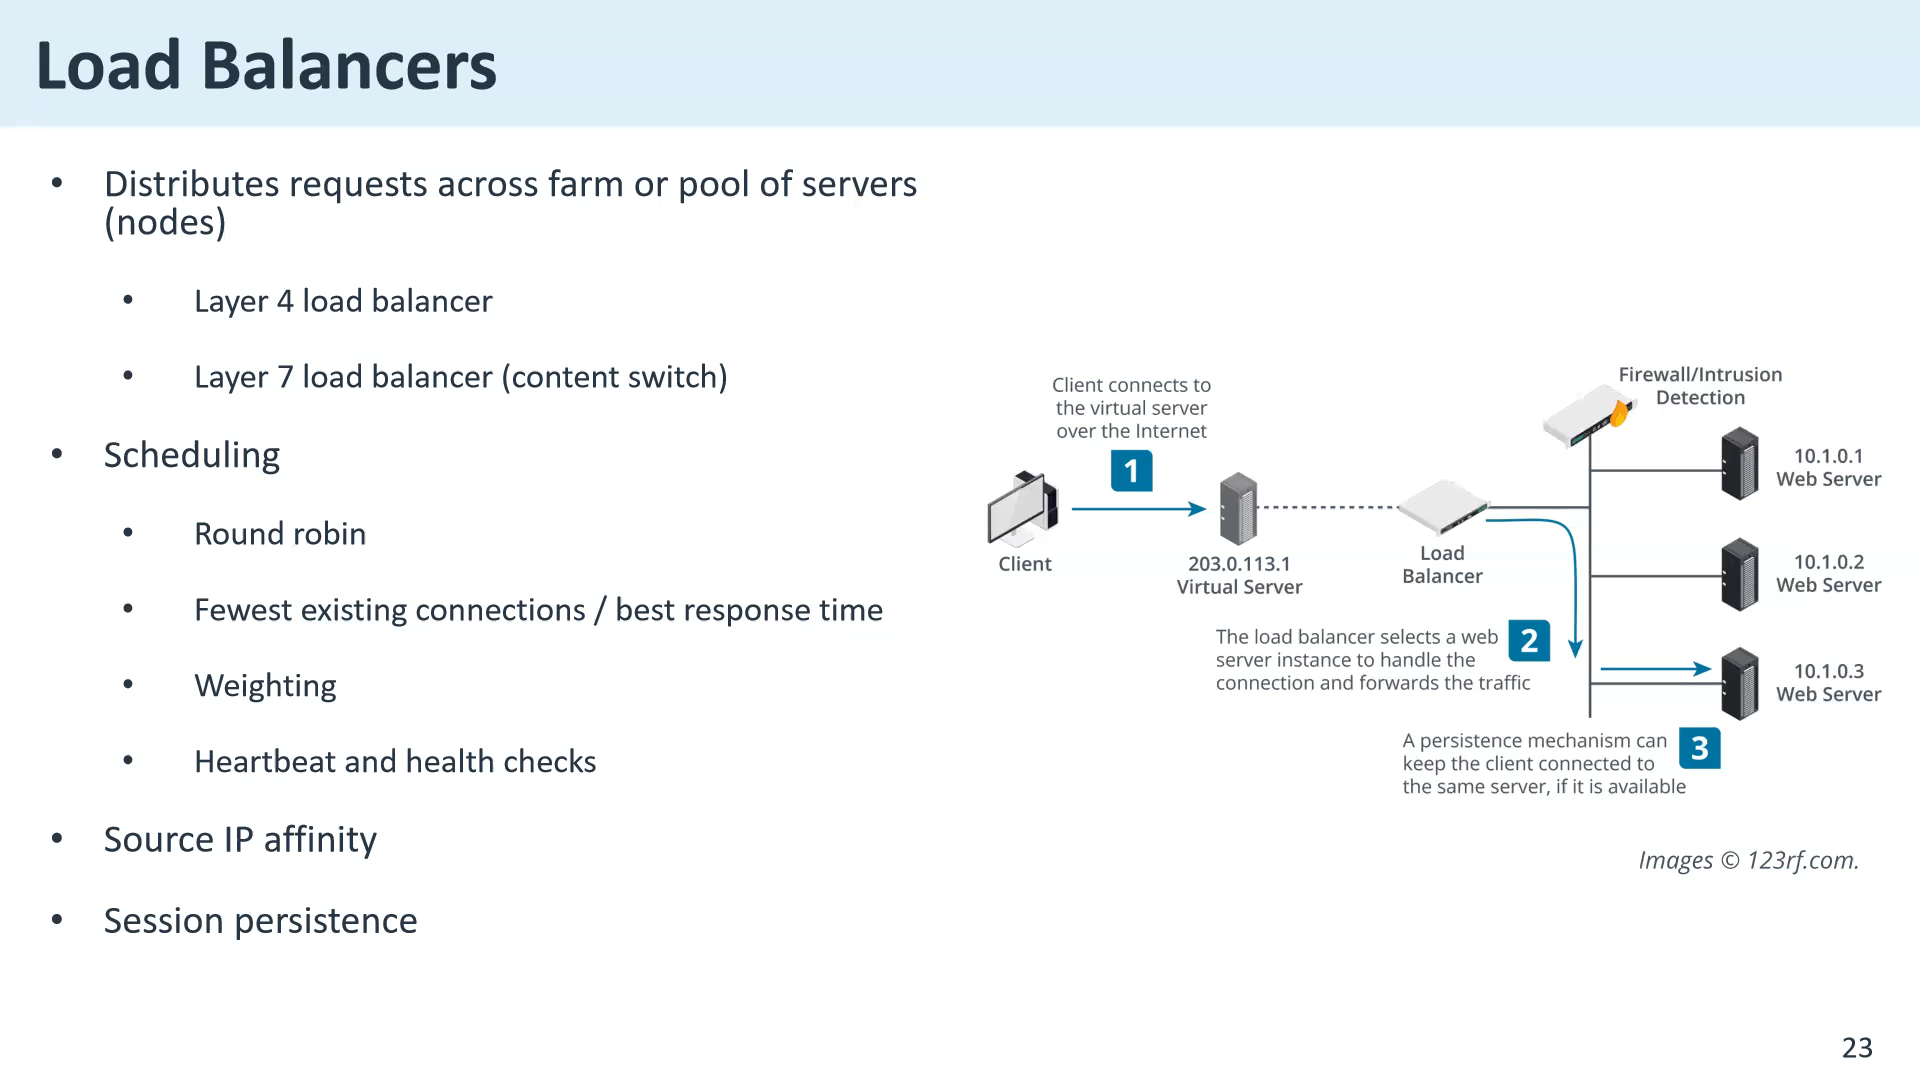 Load Balancers
• Distributes requests across farm or pool of servers
(nodes)
• Layer 4 load balancer
• Layer 7 load balancer (content switch)
• Scheduling
• Round robin
• Fewest existing connections / best response time
• Weighting
• Heartbeat and health checks
• Source IP affinity
• Session persistence
Client connects to
the virtual server
over the Internet
1
Client
203.0.113.1
Virtual Server
Load
Balancer
Firewall/Intrusion
Detection
10.1.0.1
Web Server
10.1.0.2
Web Server
10.1.0.3
Web Server
The load balancer selects a web
server instance to handle the
connection and forwards the traffic
2
A persistence mechanism can
keep the client connected to
the same server, if it is available
3
Images © 123rf.com.
23